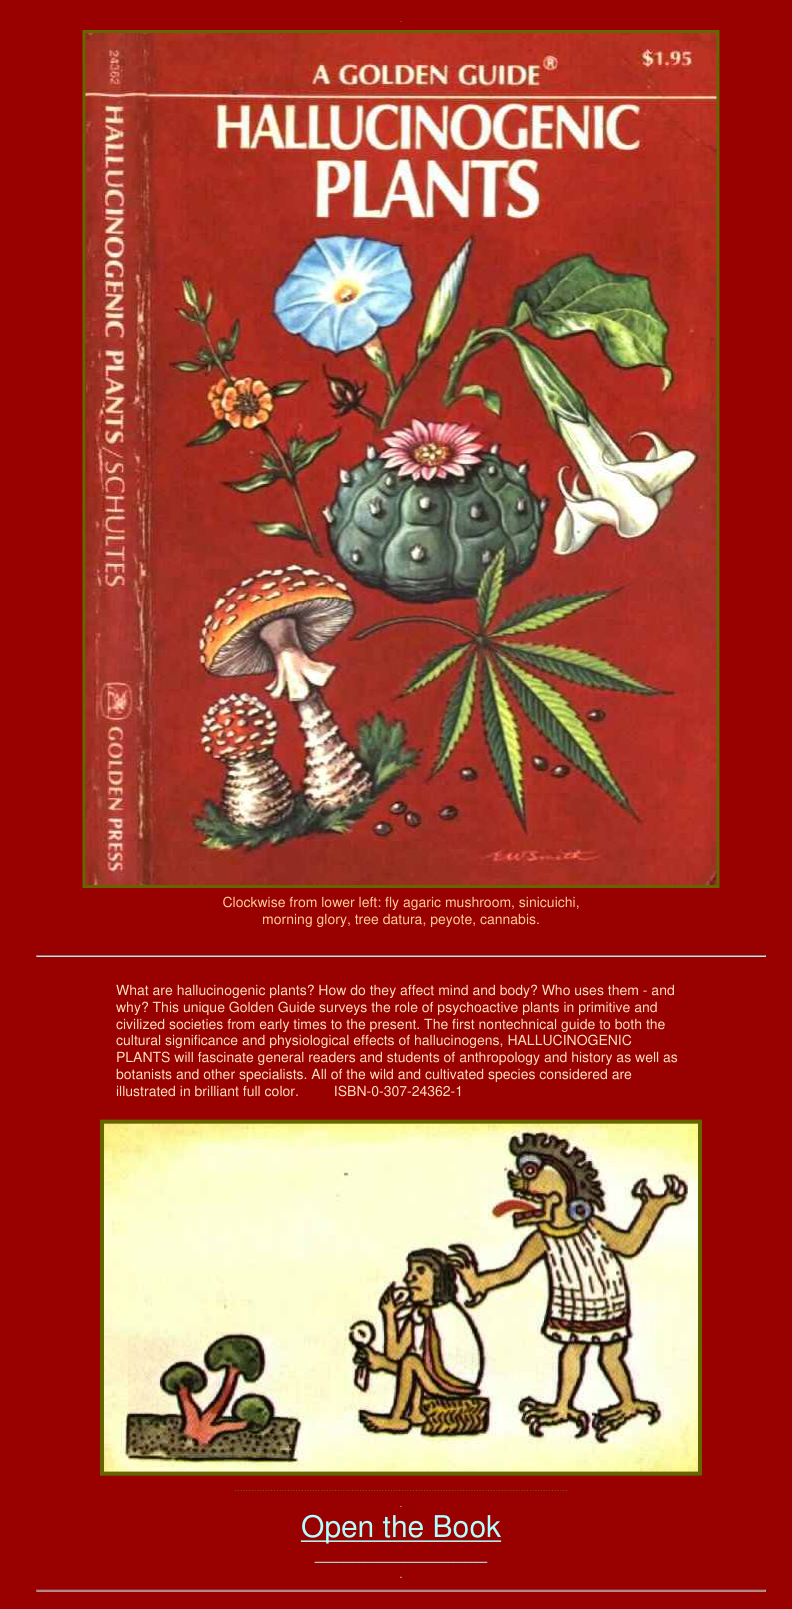 24362
HALLUCINOGENIC PLANTS/SCHULTES
GOLDEN PRESS
A GOLDEN GUIDE®
$1.95
HALLUCINOGENIC
PLANTS
EWSmith
Clockwise from lower left: fly agaric mushroom, sinicuichi,
morning glory, tree datura, peyote, cannabis.
What are hallucinogenic plants? How do they affect mind and body? Who uses them - and
why? This unique Golden Guide surveys the role of psychoactive plants in primitive and
civilized societies from early times to the present. The first nontechnical guide to both the
cultural significance and physiological effects of hallucinogens, HALLUCINOGENIC
PLANTS will fascinate general readers and students of anthropology and history as well as
botanists and other specialists. All of the wild and cultivated species considered are
illustrated in brilliant full color. ISBN-0-307-24362-1
Open the Book